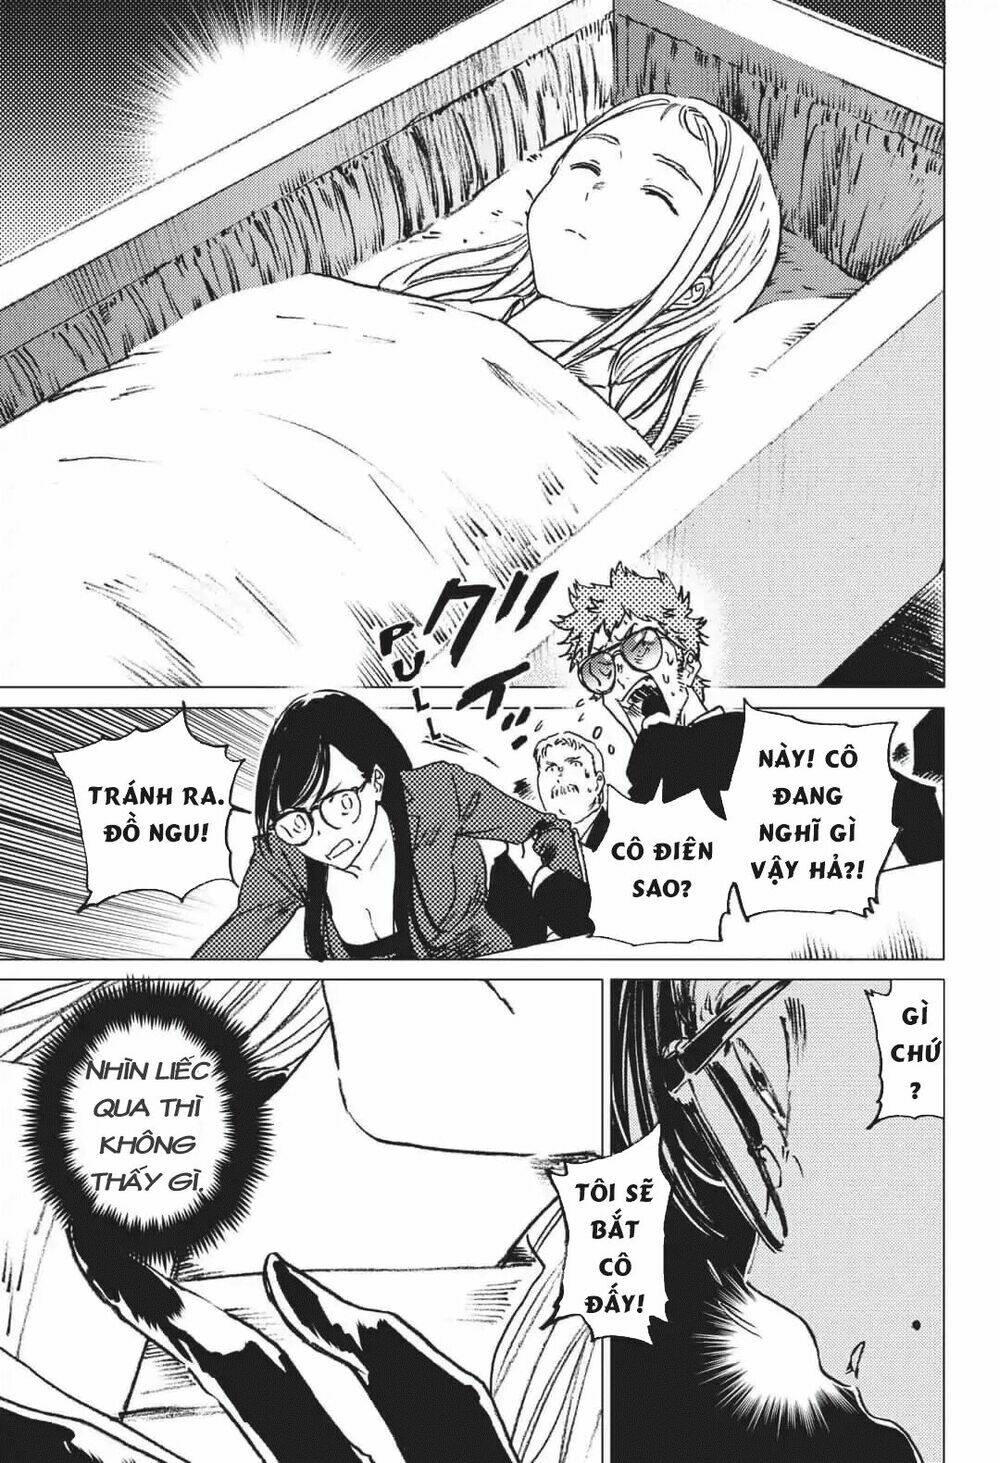 グッ
イッ
PULL
NÀY! CÔ
ĐANG
NGHĨ GÌ
VẬY HẢ?!
CÔ ĐIÊN
SAO?
TRÁNH RA.
ĐỒ NGU!
GÌ
CHỨ
?
TÔI SẼ
BẮT
CÔ
ĐẤY!
NHÌN LIẾC
QUA THÌ
KHÔNG
THẤY GÌ.